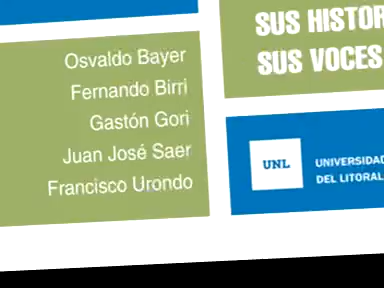 Osvaldo Bayer
Fernando Birri
Gastón Gori
Juan José Saer
Francisco Urondo
SUS HISTOR
SUS VOCES
UNL
UNIVERSIDAD
DEL LITORAL